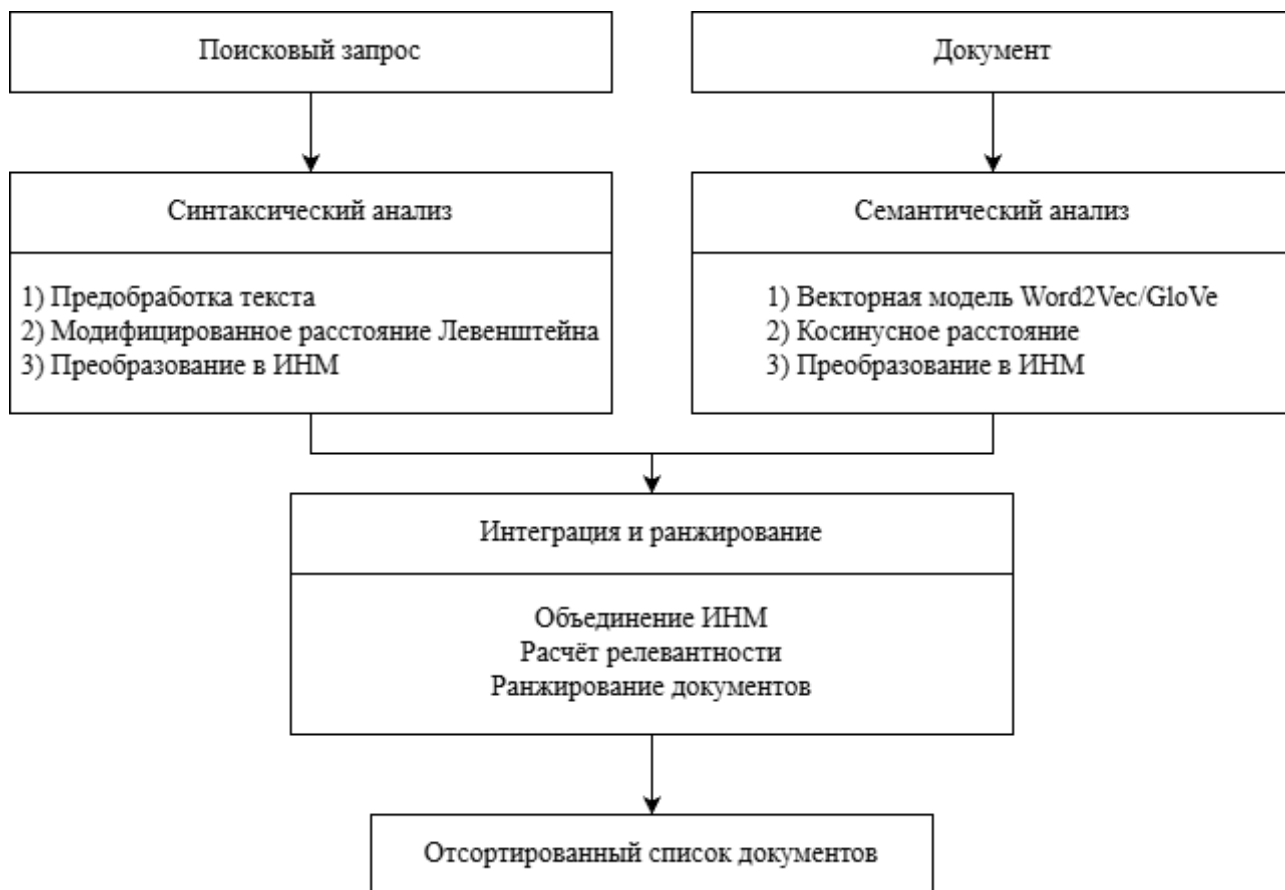 Поисковый запрос
Документ
Синтаксический анализ
1) Предобработка текста
2) Модифицированное расстояние Левенштейна
3) Преобразование в ИНМ
Семантический анализ
1) Векторная модель Word2Vec/GloVe
2) Косинусное расстояние
3) Преобразование в ИНМ
Интеграция и ранжирование
Объединение ИНМ
Расчёт релевантности
Ранжирование документов
Отсортированный список документов